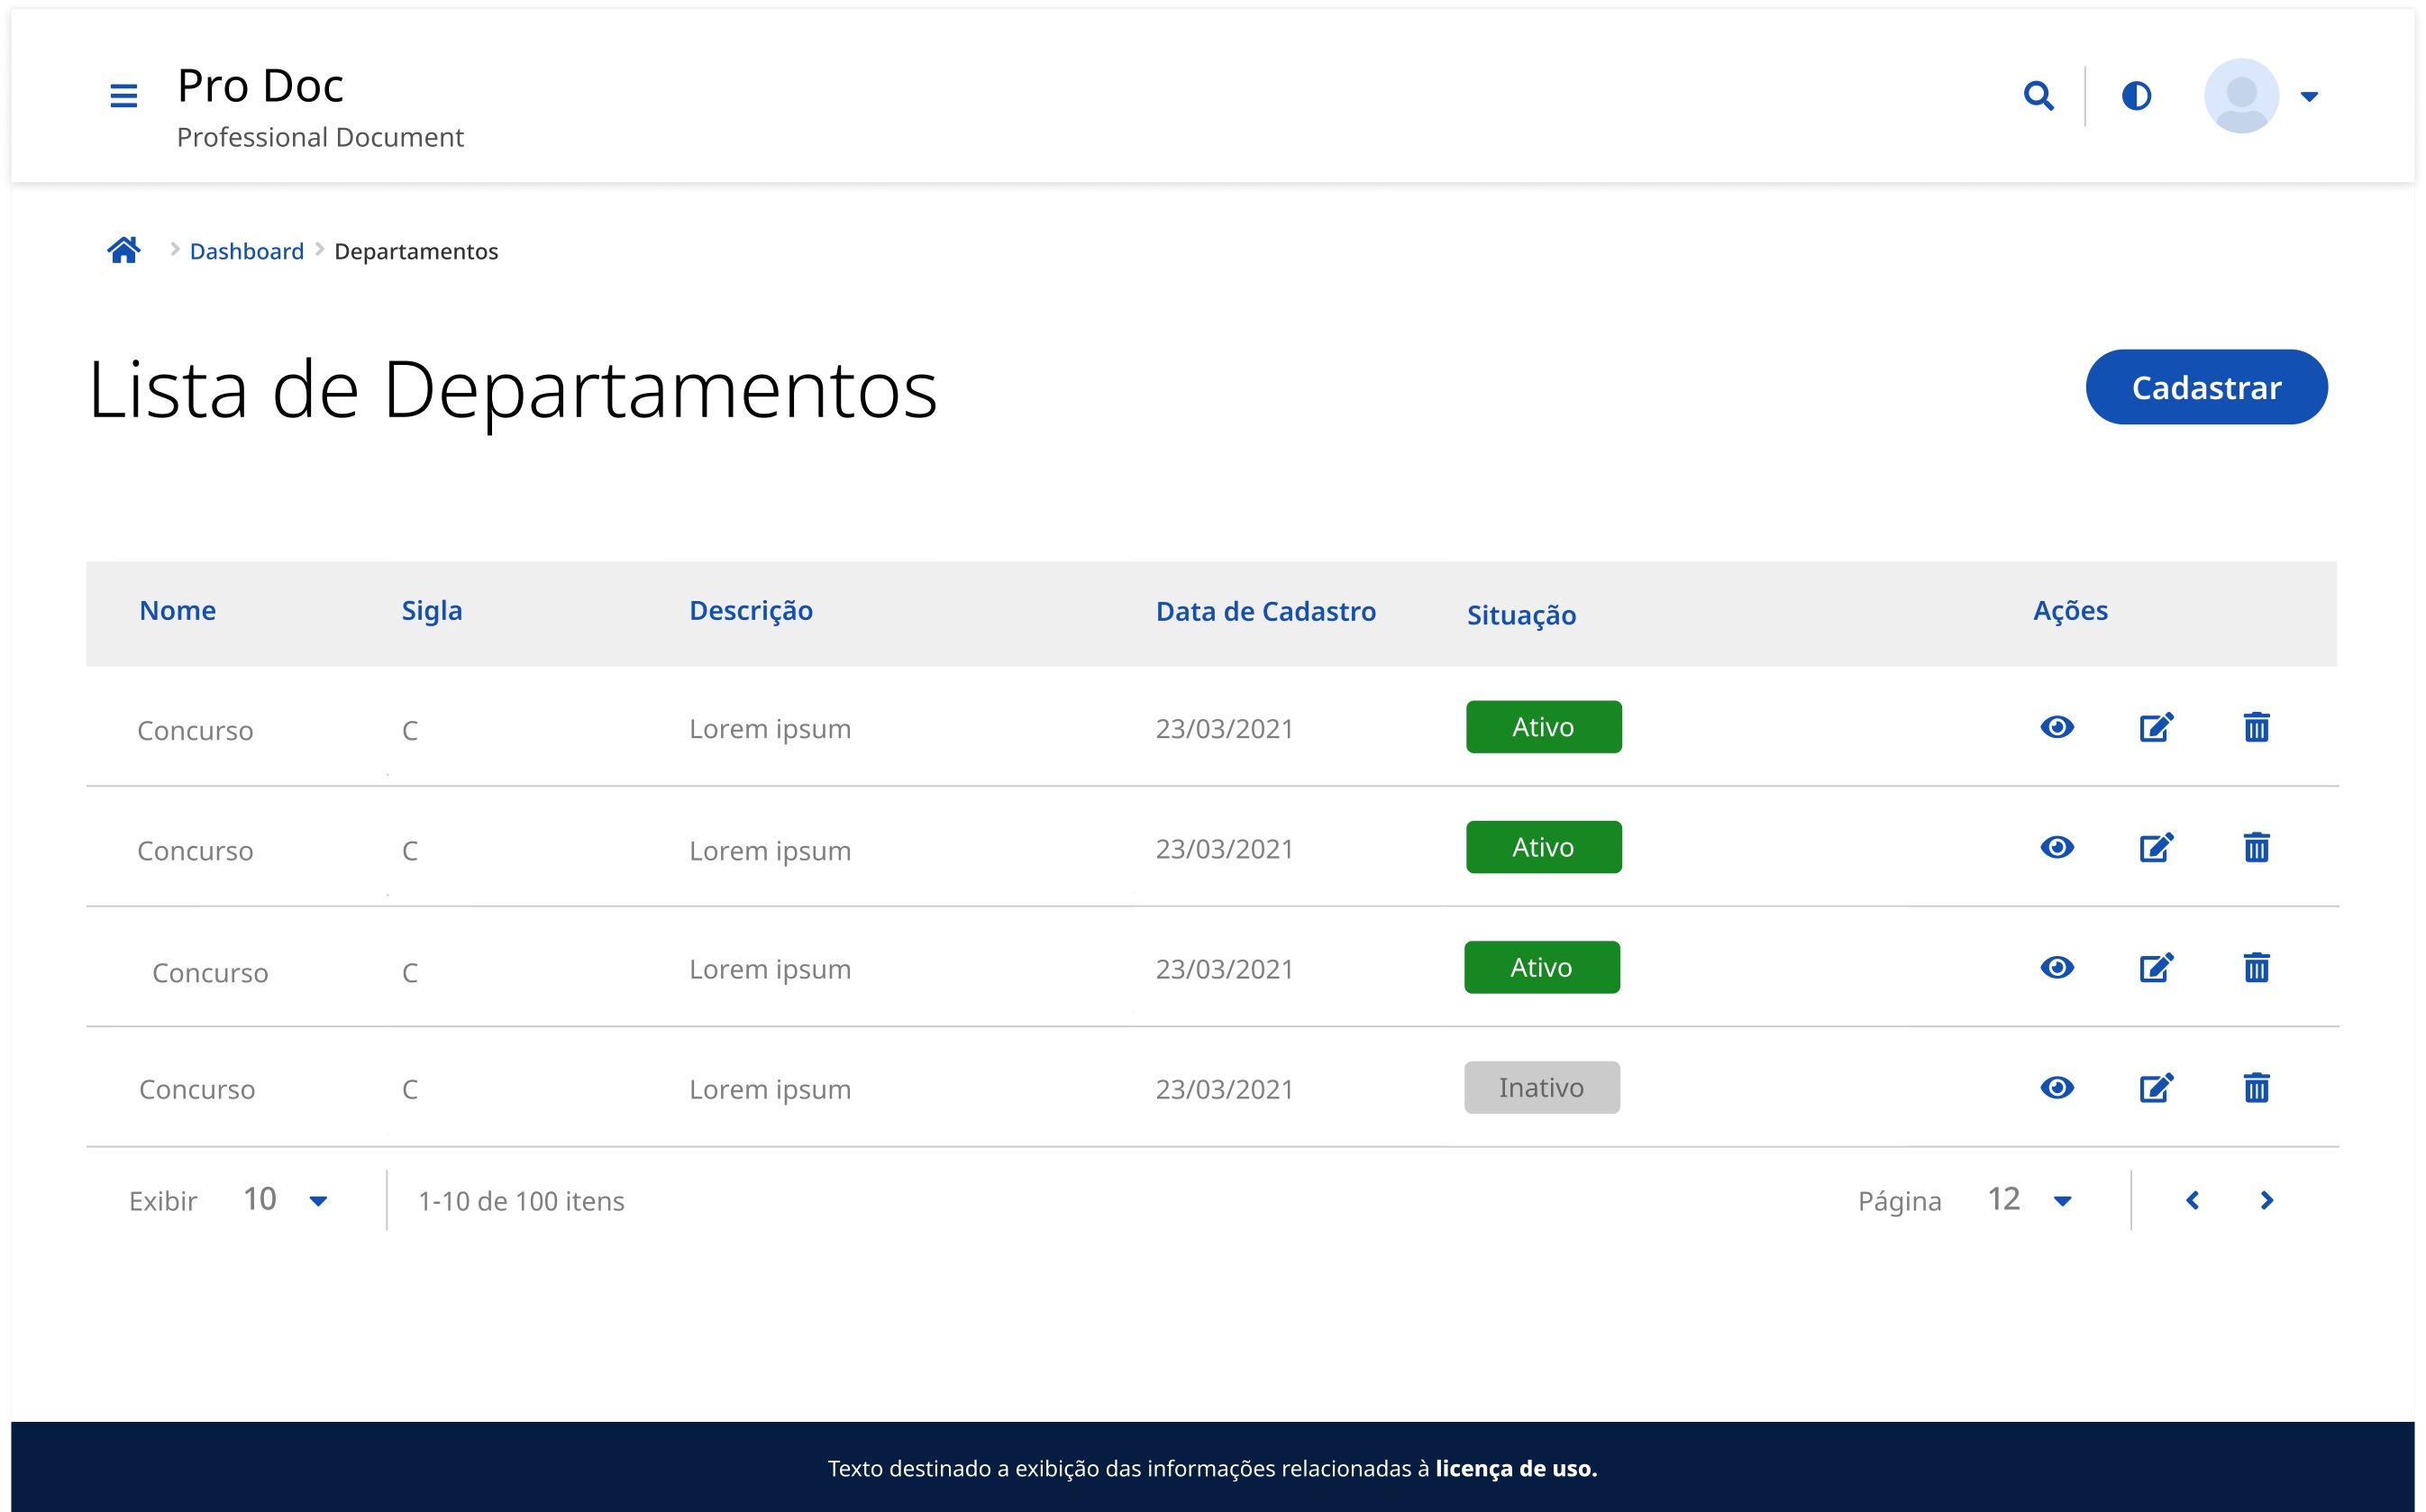 Pro Doc
Professional Document
Dashboard Departamentos
Lista de Departamentos
Cadastrar
Nome Sigla Descrição Data de Cadastro Situação Ações
Concurso C Lorem ipsum 23/03/2021 Ativo
Concurso C Lorem ipsum 23/03/2021 Ativo
Concurso C Lorem ipsum 23/03/2021 Ativo
Concurso C Lorem ipsum 23/03/2021 Inativo
Exibir 10 1-10 de 100 itens Página 12
Texto destinado a exibição das informações relacionadas à licença de uso.